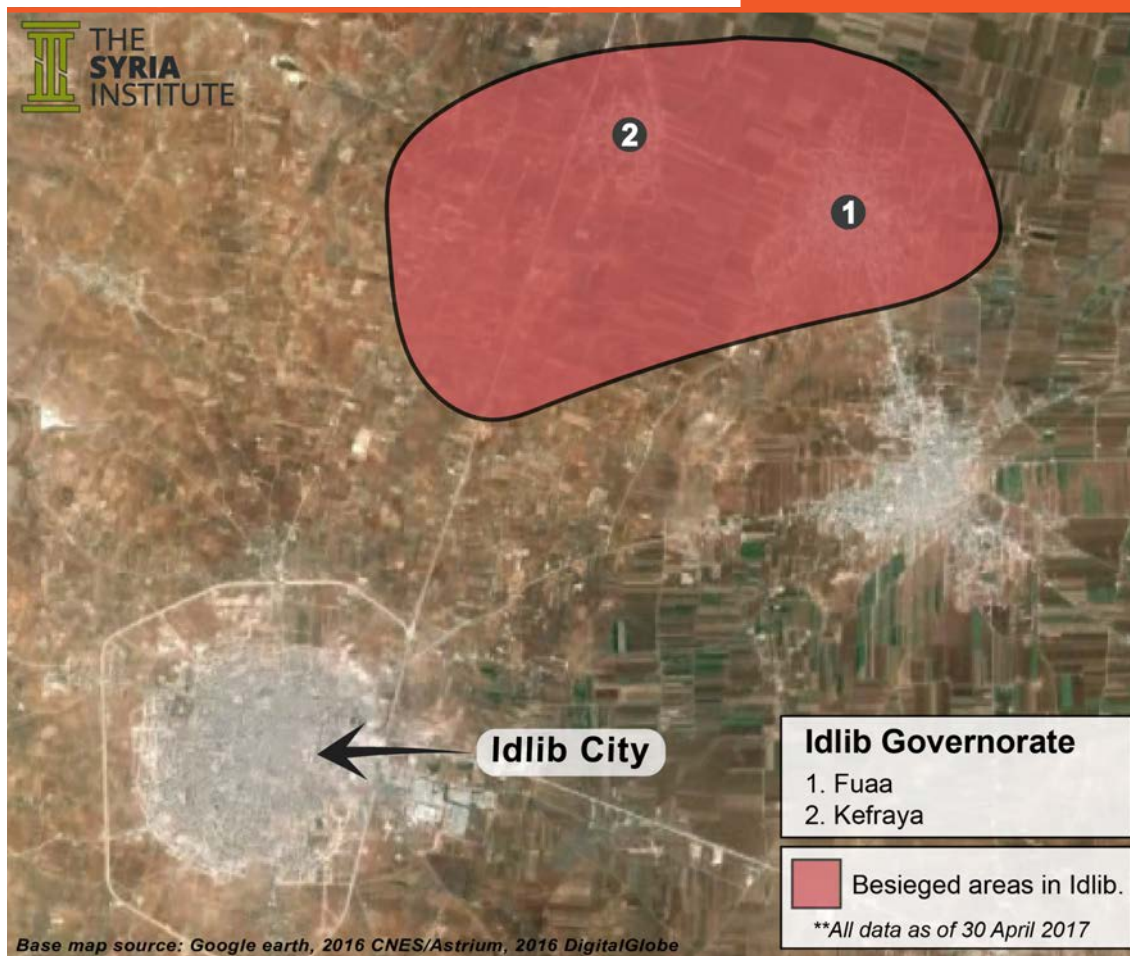 THE
SYRIA
INSTITUTE
2
1
Idlib City
Idlib Governorate
1. Fuaa
2. Kefraya
Besieged areas in Idlib.
**All data as of 30 April 2017
Base map source: Google earth, 2016 CNES/Astrium, 2016 DigitalGlobe